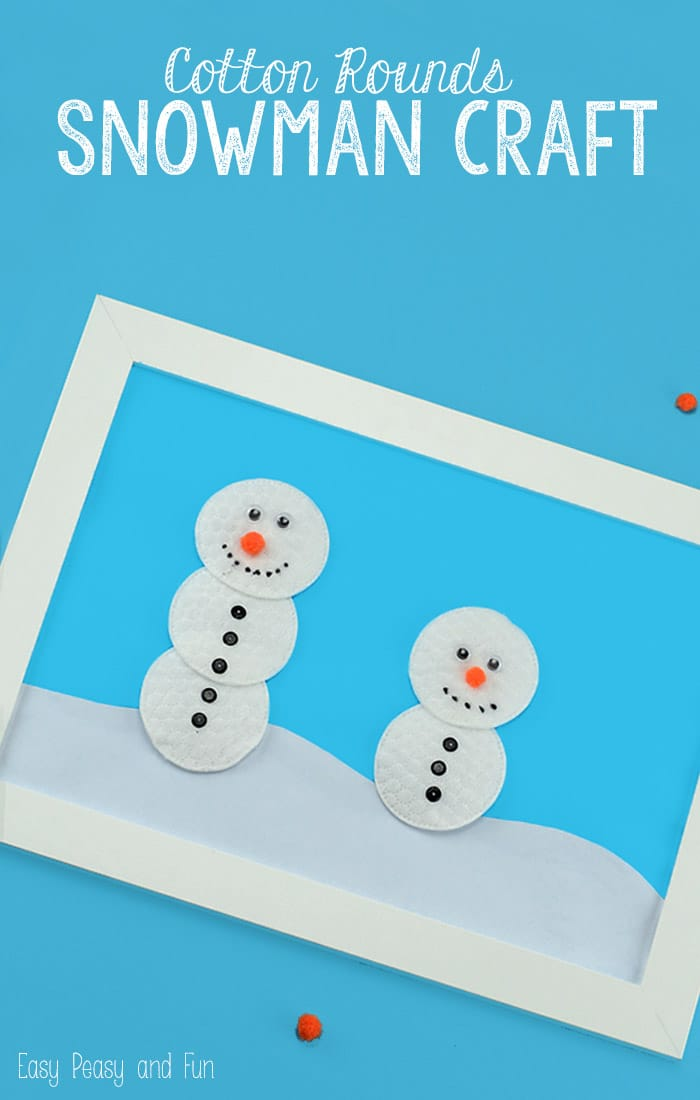 Cotton Rounds
SNOWMAN CRAFT
Easy Peasy and Fun